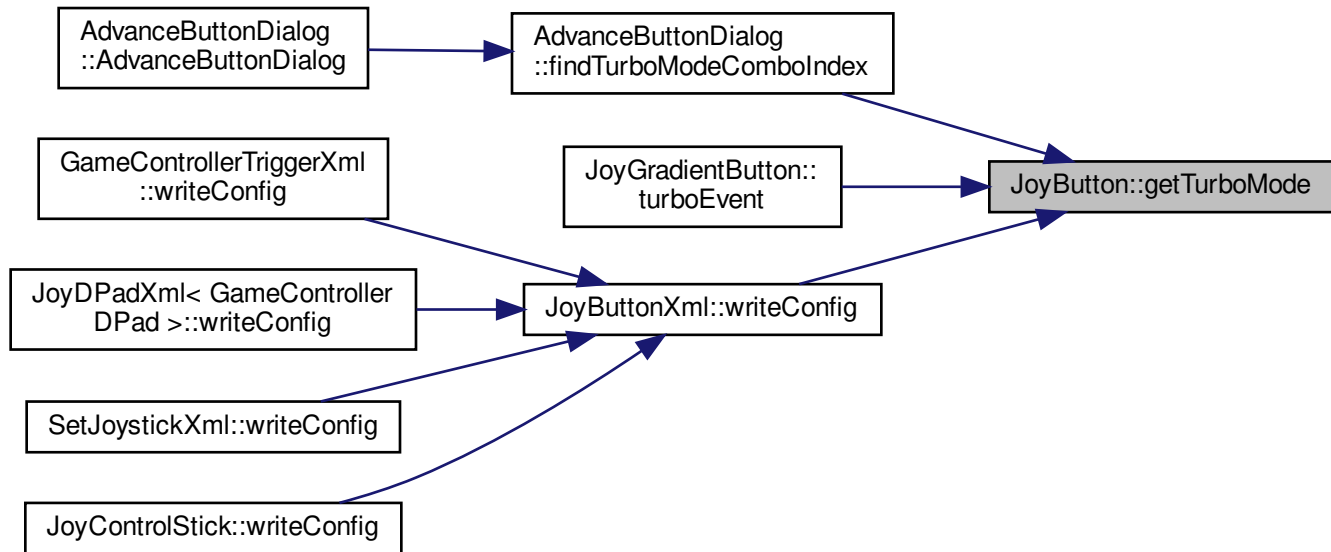 AdvanceButtonDialog
::AdvanceButtonDialog
AdvanceButtonDialog
::findTurboModeComboIndex
GameControllerTriggerXml
::writeConfig
JoyGradientButton::
turboEvent
JoyButton::getTurboMode
JoyDPadXml< GameController
DPad >::writeConfig
JoyButtonXml::writeConfig
SetJoystickXml::writeConfig
JoyControlStick::writeConfig